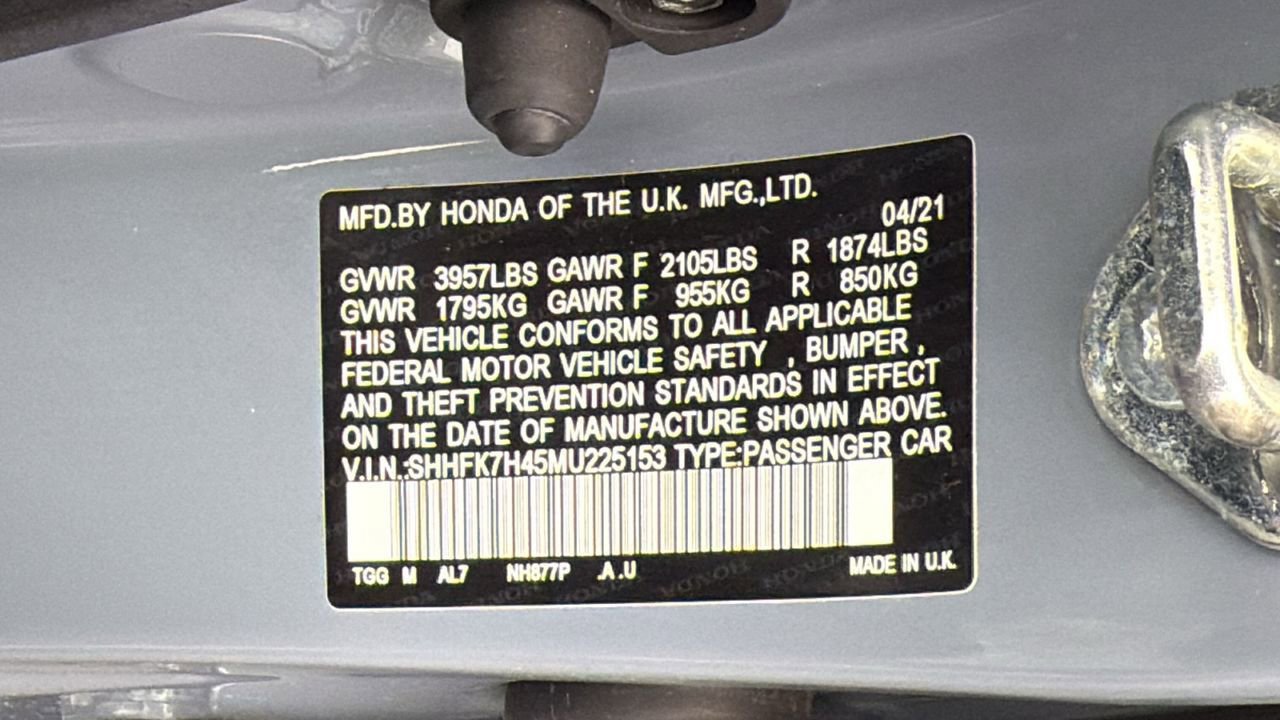 MFD.BY HONDA OF THE U.K. MFG.,LTD.
04/21
GVWR 3957LBS GAWR F 2105LBS R 1874LBS
GVWR 1795KG GAWR F 955KG R 850KG
THIS VEHICLE CONFORMS TO ALL APPLICABLE
FEDERAL MOTOR VEHICLE SAFETY , BUMPER ,
AND THEFT PREVENTION STANDARDS IN EFFECT
ON THE DATE OF MANUFACTURE SHOWN ABOVE.
V.I.N.:SHHFK7H45MU225153 TYPE:PASSENGER CAR
TGG M AL7 NH877P .A.U MADE IN U.K.